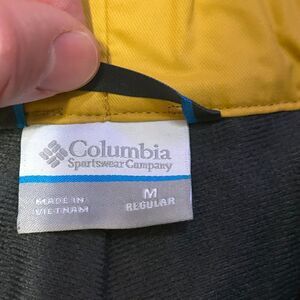 Columbia
Sportswear Company
MADE IN
VIETNAM
M
REGULAR